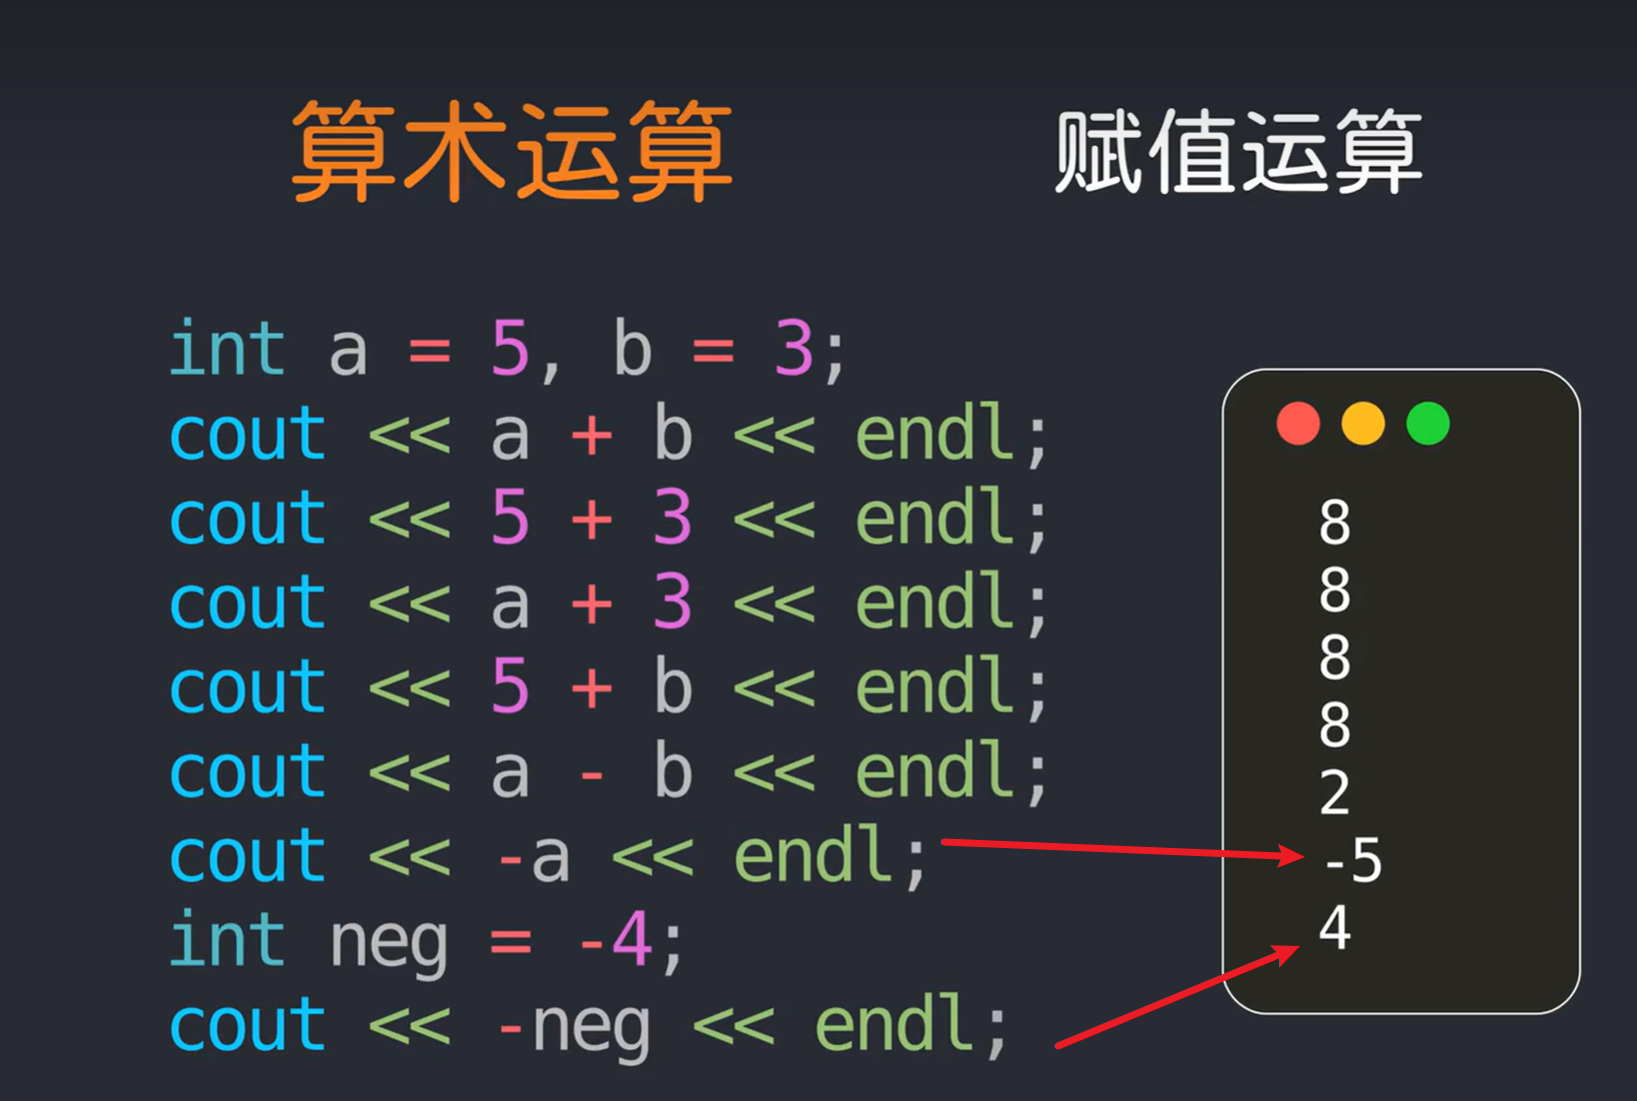 算术运算
赋值运算
int a = 5, b = 3;
cout << a + b << endl;
cout << 5 + 3 << endl;
cout << a + 3 << endl;
cout << 5 + b << endl;
cout << a - b << endl;
cout << -a << endl;
int neg = -4;
cout << -neg << endl;
8
8
8
8
2
-5
4